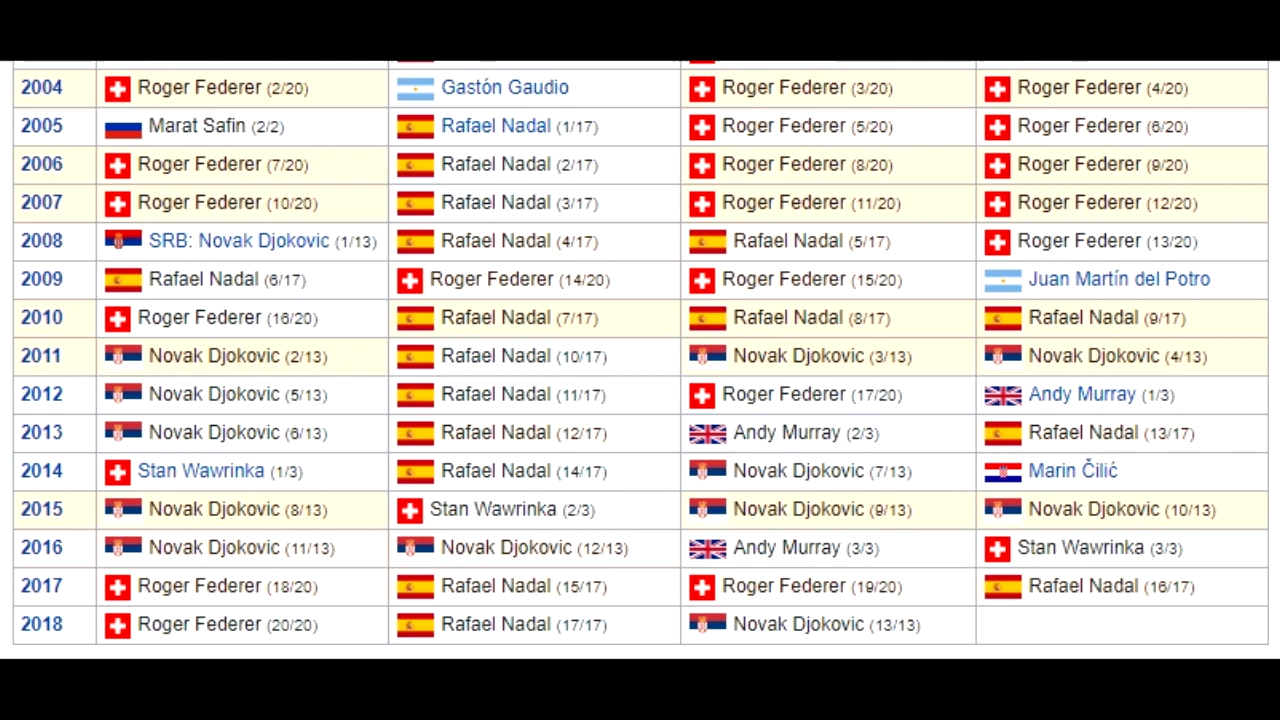 2004 Roger Federer (2/20) Gastón Gaudio Roger Federer (3/20) Roger Federer (4/20)
2005 Marat Safin (2/2) Rafael Nadal (1/17) Roger Federer (5/20) Roger Federer (6/20)
2006 Roger Federer (7/20) Rafael Nadal (2/17) Roger Federer (8/20) Roger Federer (9/20)
2007 Roger Federer (10/20) Rafael Nadal (3/17) Roger Federer (11/20) Roger Federer (12/20)
2008 SRB: Novak Djokovic (1/13) Rafael Nadal (4/17) Rafael Nadal (5/17) Roger Federer (13/20)
2009 Rafael Nadal (6/17) Roger Federer (14/20) Roger Federer (15/20) Juan Martín del Potro
2010 Roger Federer (16/20) Rafael Nadal (7/17) Rafael Nadal (8/17) Rafael Nadal (9/17)
2011 Novak Djokovic (2/13) Rafael Nadal (10/17) Novak Djokovic (3/13) Novak Djokovic (4/13)
2012 Novak Djokovic (5/13) Rafael Nadal (11/17) Roger Federer (17/20) Andy Murray (1/3)
2013 Novak Djokovic (6/13) Rafael Nadal (12/17) Andy Murray (2/3) Rafael Nadal (13/17)
2014 Stan Wawrinka (1/3) Rafael Nadal (14/17) Novak Djokovic (7/13) Marin Čilić
2015 Novak Djokovic (8/13) Stan Wawrinka (2/3) Novak Djokovic (9/13) Novak Djokovic (10/13)
2016 Novak Djokovic (11/13) Novak Djokovic (12/13) Andy Murray (3/3) Stan Wawrinka (3/3)
2017 Roger Federer (18/20) Rafael Nadal (15/17) Roger Federer (19/20) Rafael Nadal (16/17)
2018 Roger Federer (20/20) Rafael Nadal (17/17) Novak Djokovic (13/13)